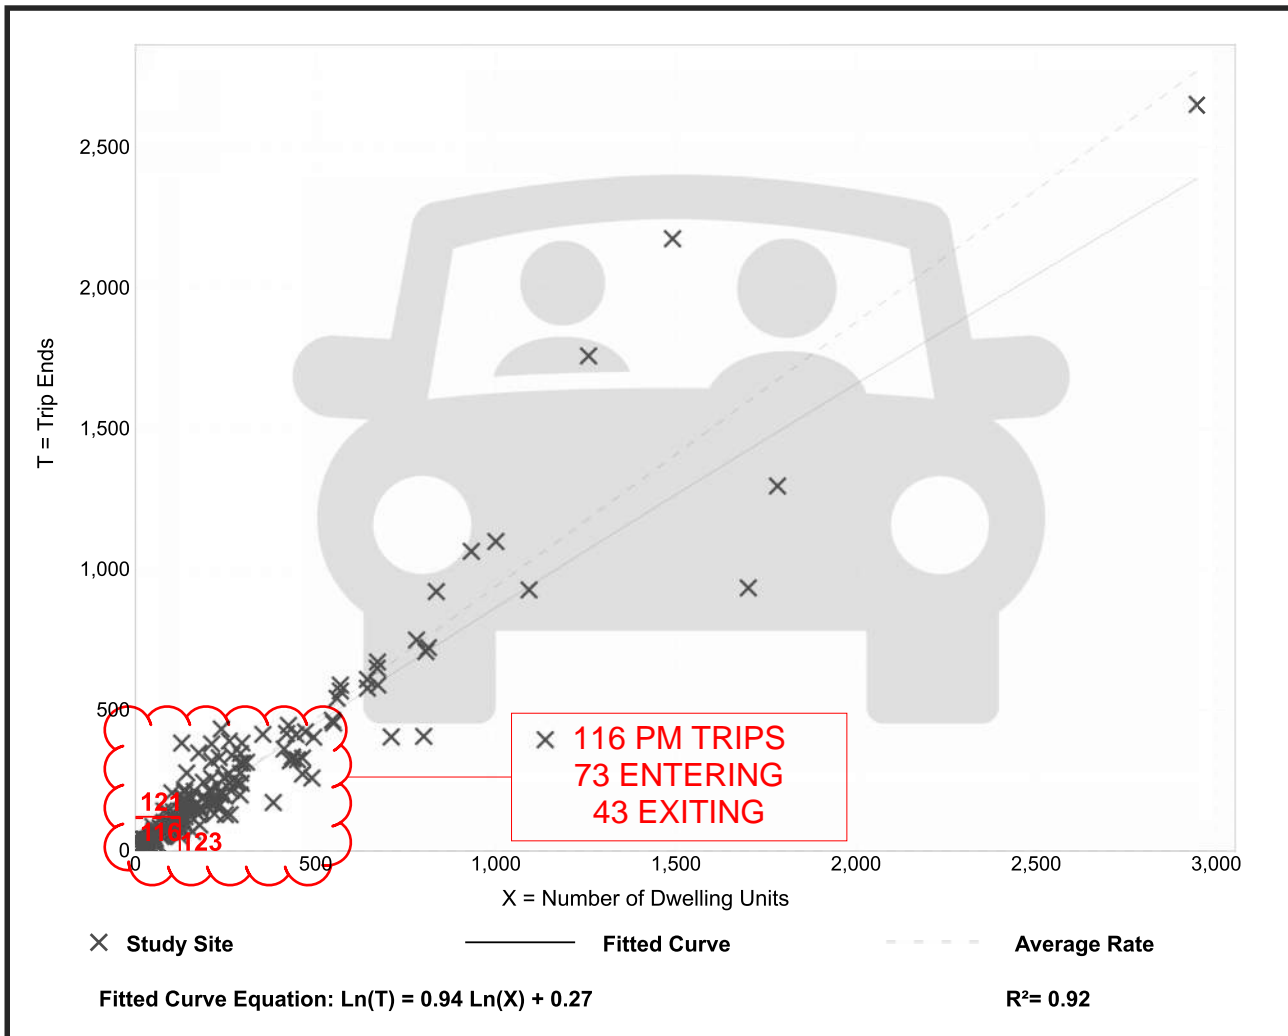 2,500
2,000
T = Trip Ends
1,500
1,000
500
116 PM TRIPS
73 ENTERING
43 EXITING
121
116
123
0
0 500 1,000 1,500 2,000 2,500 3,000
X = Number of Dwelling Units
Study Site Fitted Curve Average Rate
Fitted Curve Equation: Ln(T) = 0.94 Ln(X) + 0.27 R²= 0.92